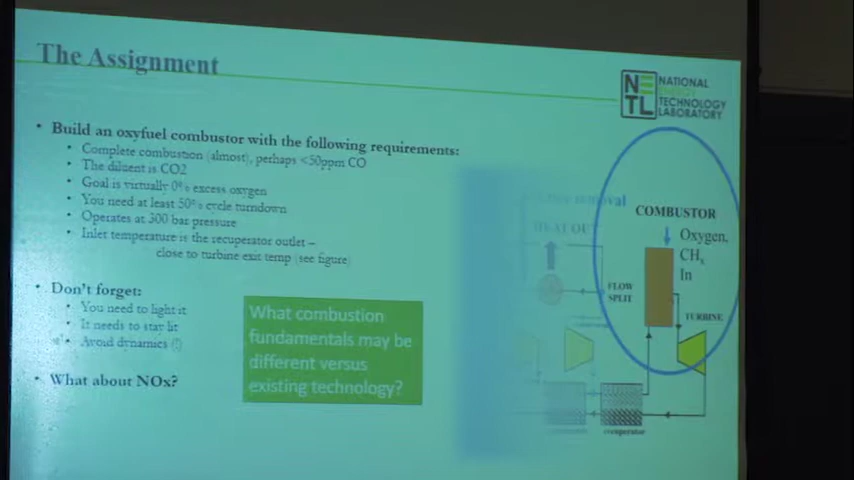 The Assignment
NETL NATIONAL ENERGY TECHNOLOGY LABORATORY
• Build an oxyfuel combustor with the following requirements:
• Complete combustion (almost), perhaps <50ppm CO
• The diluent is CO2
• Goal is virtually 0% excess oxygen
• You need at least 50% cycle turndown
• Operates at 300 bar pressure
• Inlet temperature is the recuperator outlet –
close to turbine exit temp (see figure)
• Don't forget:
• You need to light it
• It needs to stay lit
• Avoid dynamics (!)
• What about NOx?
What combustion
fundamentals may be
different versus
existing technology?
removal
HEAT OUT
COMBUSTOR
Oxygen,
CHx
In
FLOW
SPLIT
TURBINE